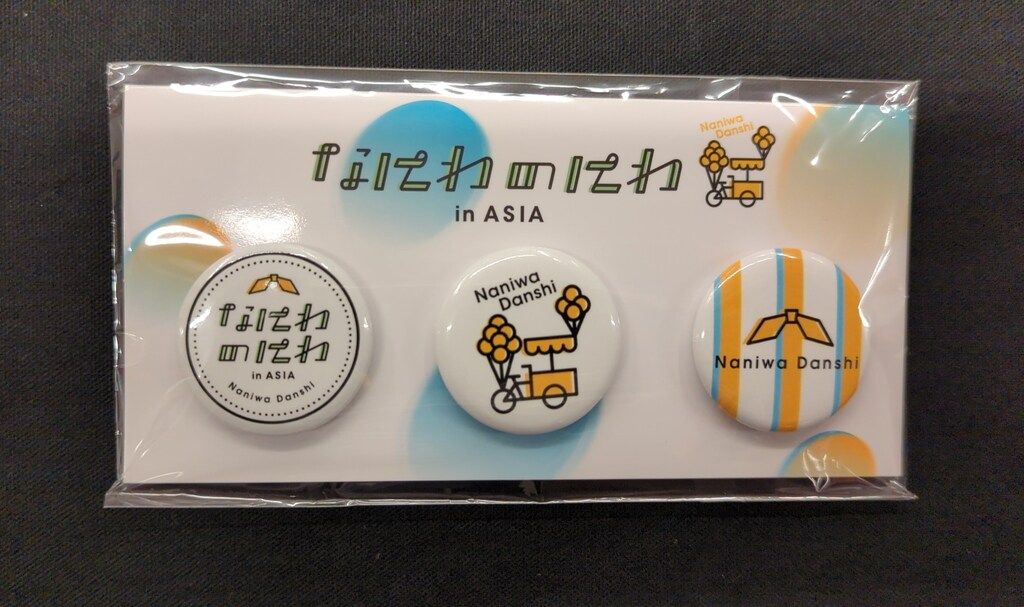 なにわのにわ
in ASIA
Naniwa
Danshi
なにわ
のにわ
in ASIA
Naniwa Danshi
Naniwa
Danshi
Naniwa Danshi